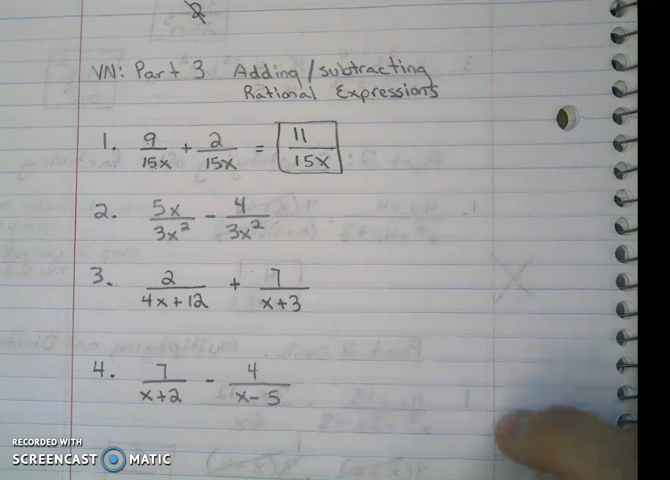 VN: Part 3 Adding/subtracting
Rational Expressions
1. 9/15x + 2/15x = 11/15x
2. 5x/3x² - 4/3x²
3. 2/4x+12 + 7/x+3
4. 7/x+2 - 4/x-5
RECORDED WITH
SCREENCAST O MATIC